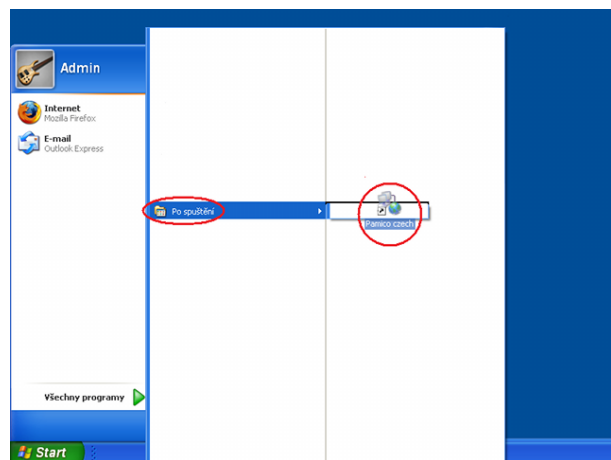 Admin
Internet
Mozilla Firefox
E-mail
Outlook Express
Po spuštění
Pamico czech
Všechny programy
Start